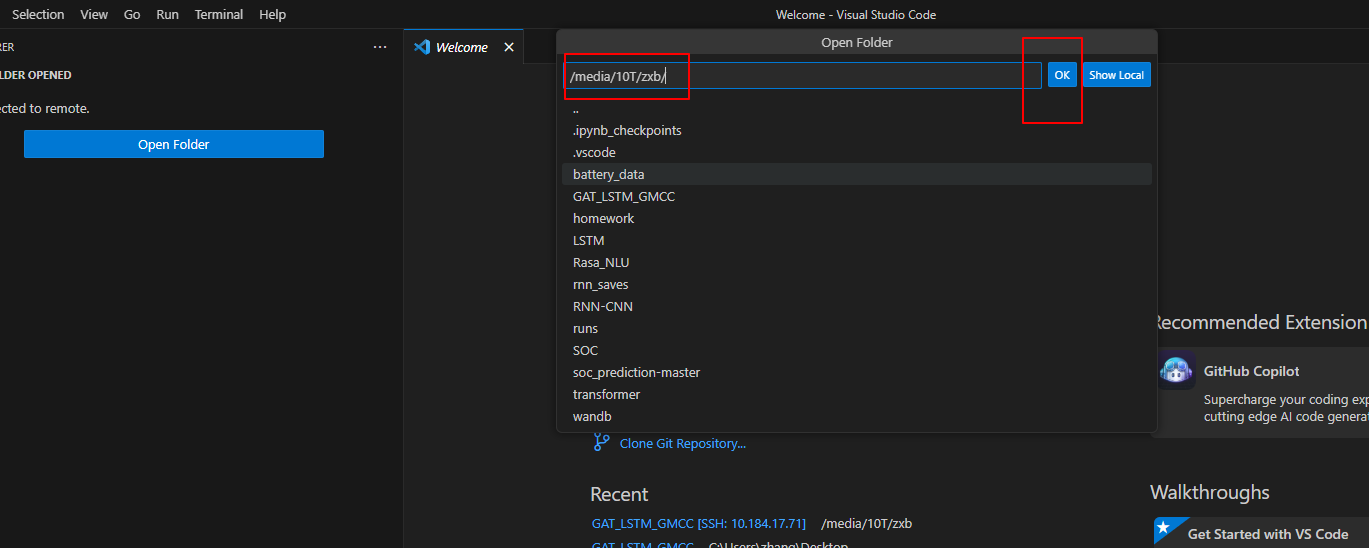 Selection View Go Run Terminal Help
Welcome - Visual Studio Code
RER
...
LDER OPENED
ected to remote.
Open Folder
Welcome
Open Folder
/media/10T/zxb/
OK
Show Local
..
.ipynb_checkpoints
.vscode
battery_data
GAT_LSTM_GMCC
homework
LSTM
Rasa_NLU
rnn_saves
RNN-CNN
runs
SOC
soc_prediction-master
transformer
wandb
Clone Git Repository...
Recent
GAT_LSTM_GMCC [SSH: 10.184.17.71] /media/10T/zxb
GAT_LSTM_GMCC C:\Users\zhang\Desktop
Recommended Extension
GitHub Copilot
Supercharge your coding exp
cutting edge AI code generat
Walkthroughs
Get Started with VS Code